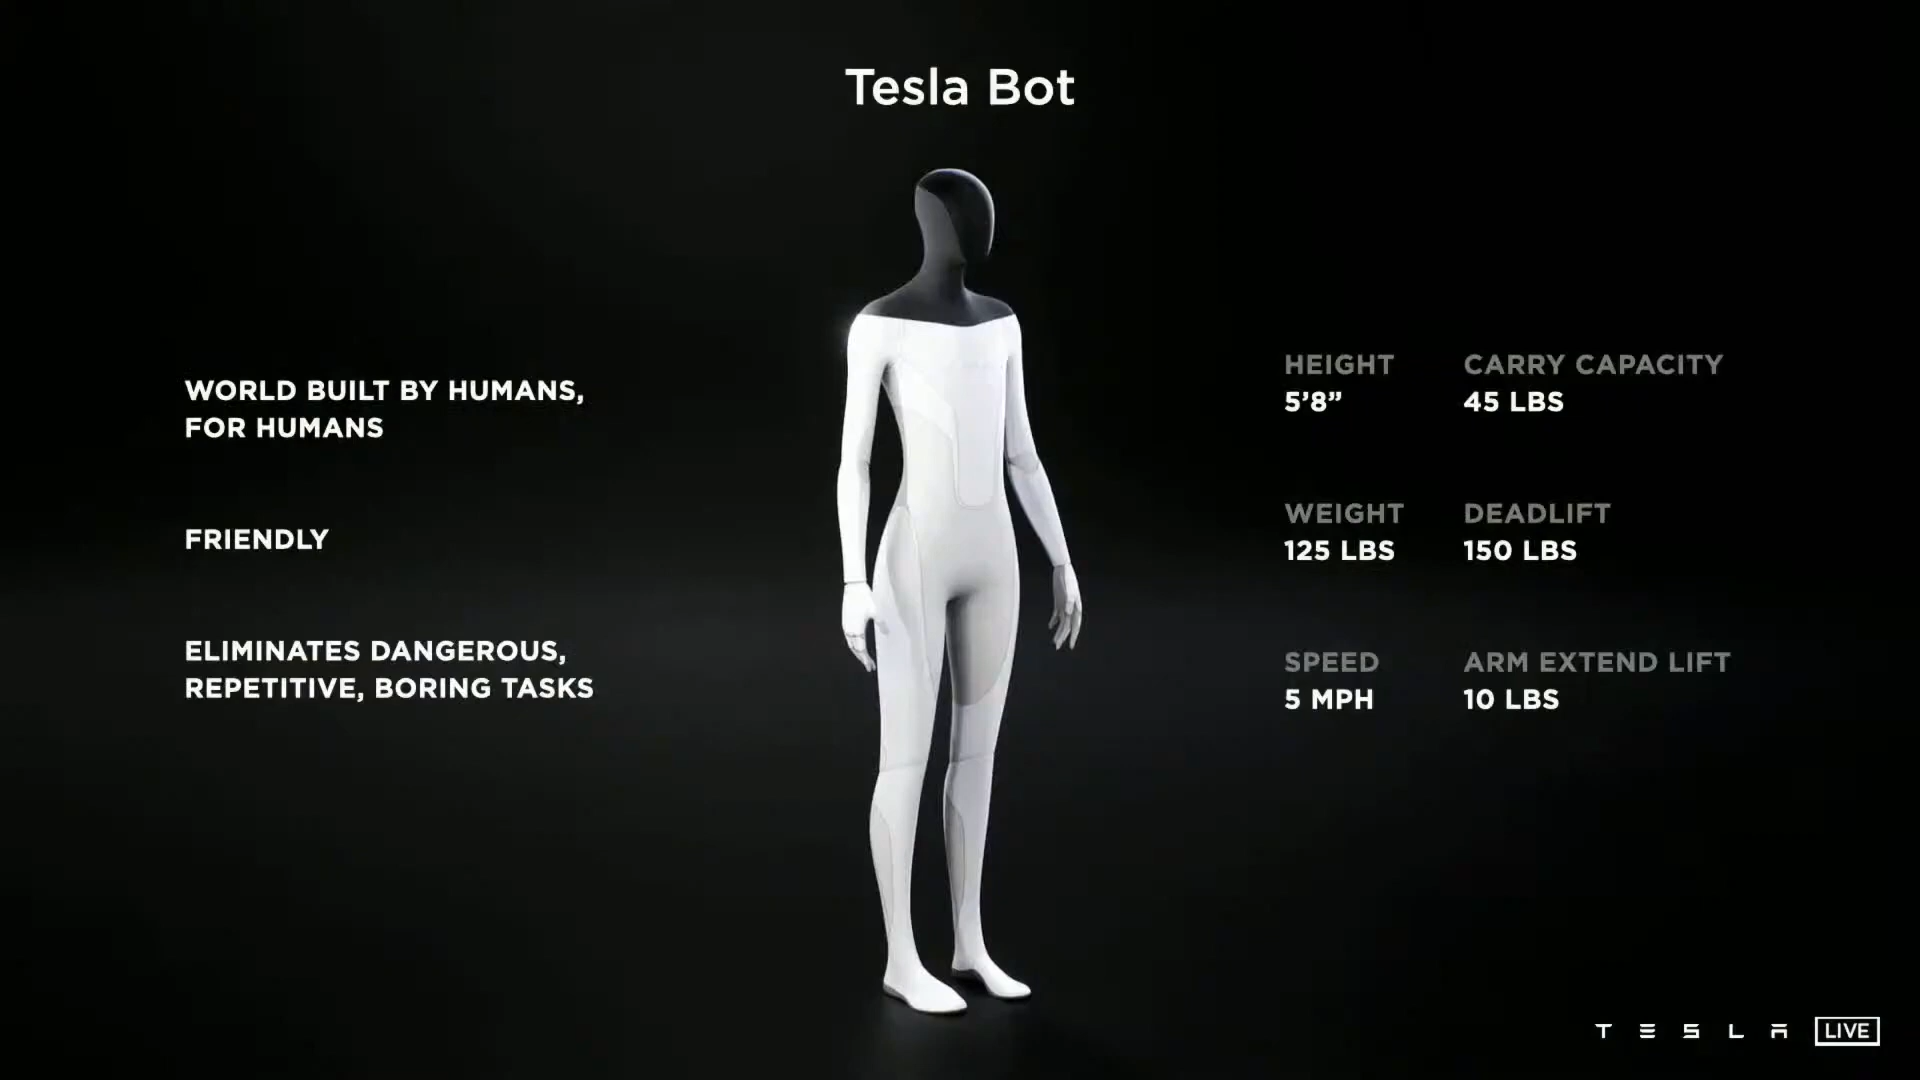 Tesla Bot
WORLD BUILT BY HUMANS,
FOR HUMANS
FRIENDLY
ELIMINATES DANGEROUS,
REPETITIVE, BORING TASKS
HEIGHT
5’8”
CARRY CAPACITY
45 LBS
WEIGHT
125 LBS
DEADLIFT
150 LBS
SPEED
5 MPH
ARM EXTEND LIFT
10 LBS
TESLA LIVE